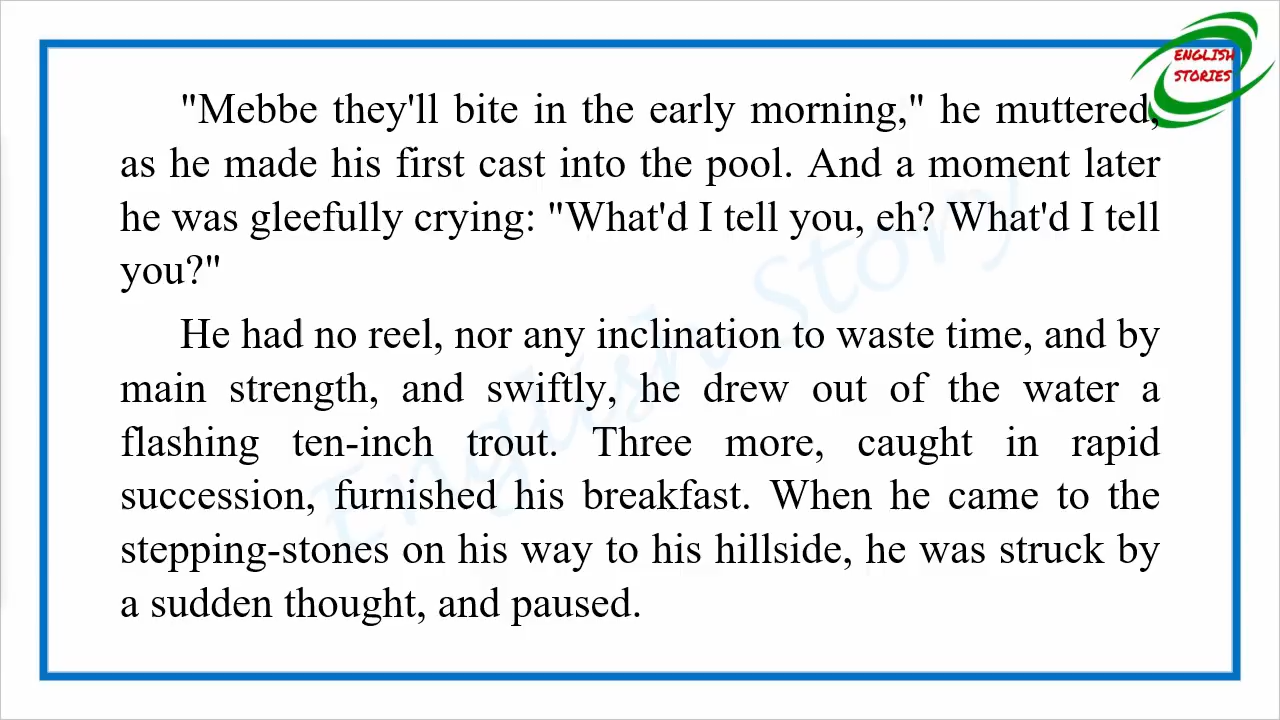 ENGLISH
STORIES
"Mebbe they'll bite in the early morning," he muttered,
as he made his first cast into the pool. And a moment later
he was gleefully crying: "What'd I tell you, eh? What'd I tell
you?"
He had no reel, nor any inclination to waste time, and by
main strength, and swiftly, he drew out of the water a
flashing ten-inch trout. Three more, caught in rapid
succession, furnished his breakfast. When he came to the
stepping-stones on his way to his hillside, he was struck by
a sudden thought, and paused.
English Story